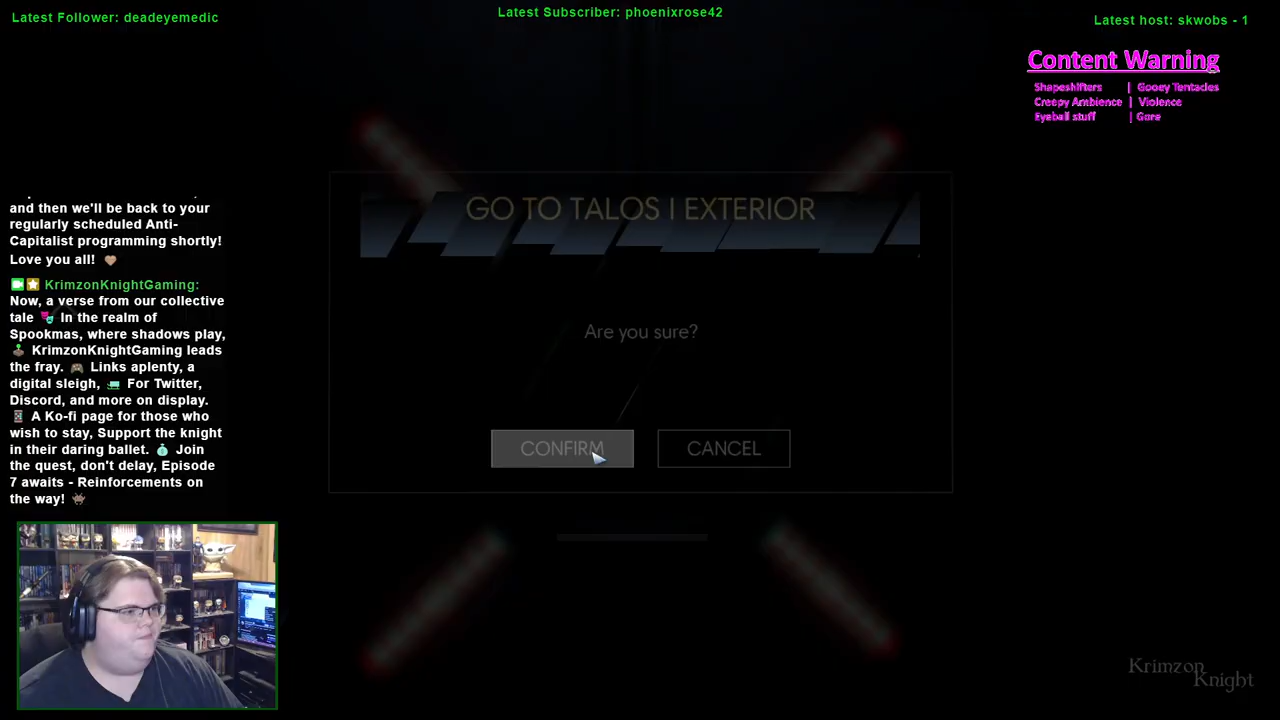 Latest Follower: deadeyemedic
Latest Subscriber: phoenixrose42
Latest host: skwobs - 1
Content Warning
Shapeshifters | Gooey Tentacles
Creepy Ambience | Violence
Eyeball stuff | Gore
and then we'll be back to your
regularly scheduled Anti-
Capitalist programming shortly!
Love you all!
KrimzonKnightGaming:
Now, a verse from our collective
tale In the realm of
Spookmas, where shadows play,
KrimzonKnightGaming leads
the fray. Links aplenty, a
digital sleigh, For Twitter,
Discord, and more on display.
A Ko-fi page for those who
wish to stay, Support the knight
in their daring ballet. Join
the quest, don't delay, Episode
7 awaits - Reinforcements on
the way!
GO TO TALOS I EXTERIOR
Are you sure?
CONFIRM
CANCEL
Krimzon
Knight